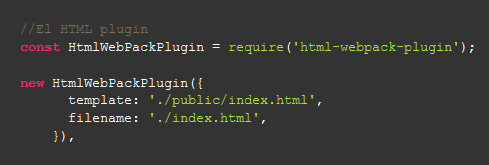 //El HTML plugin
const HtmlWebPackPlugin = require('html-webpack-plugin');
new HtmlWebPackPlugin({
template: './public/index.html',
filename: './index.html',
}),